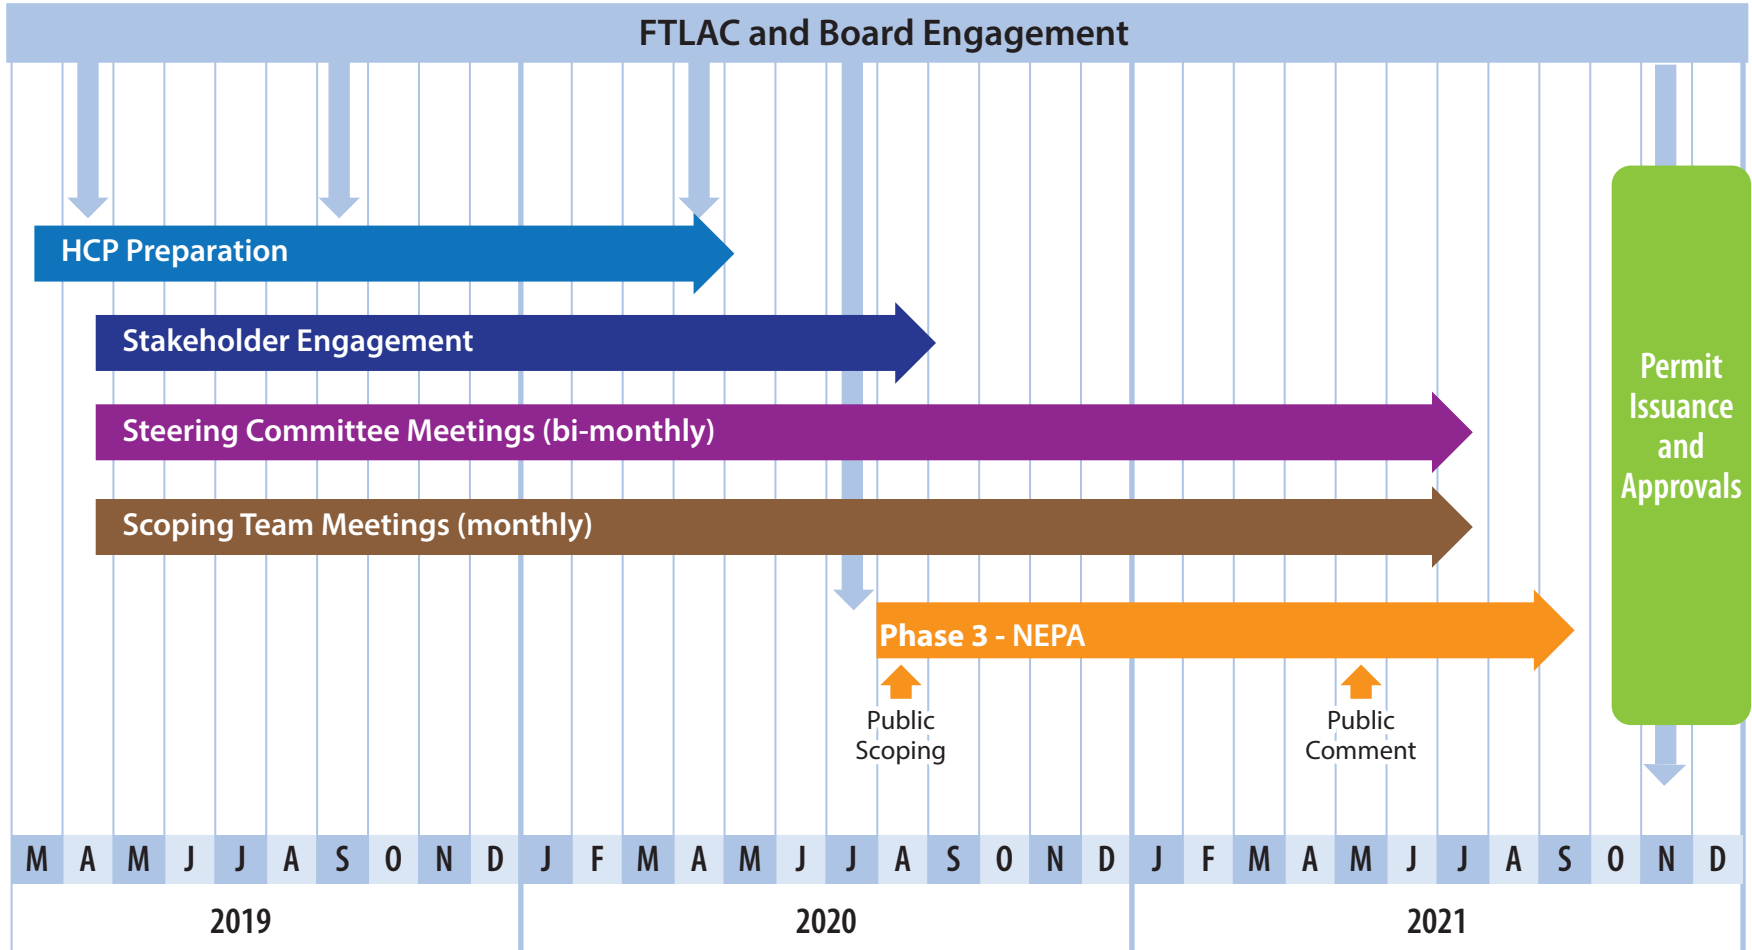 FTLAC and Board Engagement
HCP Preparation
Stakeholder Engagement
Steering Committee Meetings (bi-monthly)
Scoping Team Meetings (monthly)
Phase 3 - NEPA
Public
Scoping
Public
Comment
Permit
Issuance
and
Approvals
M A M J J A S O N D J F M A M J J A S O N D J F M A M J J A S O N D
2019 2020 2021